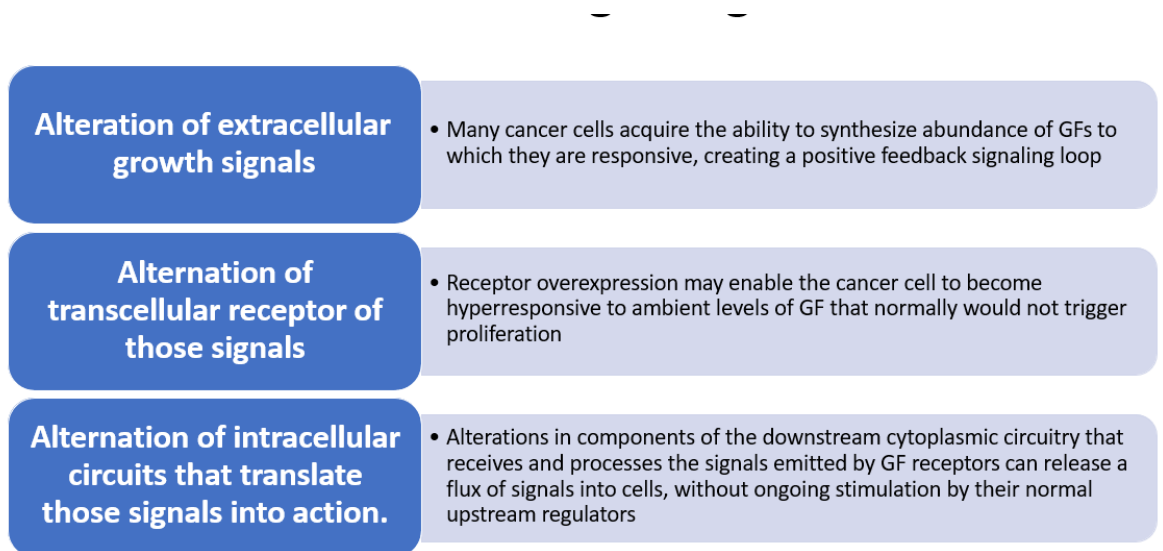 Alteration of extracellular
growth signals
• Many cancer cells acquire the ability to synthesize abundance of GFs to
which they are responsive, creating a positive feedback signaling loop
Alternation of
transcellular receptor of
those signals
• Receptor overexpression may enable the cancer cell to become
hyperresponsive to ambient levels of GF that normally would not trigger
proliferation
Alternation of intracellular
circuits that translate
those signals into action.
• Alterations in components of the downstream cytoplasmic circuitry that
receives and processes the signals emitted by GF receptors can release a
flux of signals into cells, without ongoing stimulation by their normal
upstream regulators